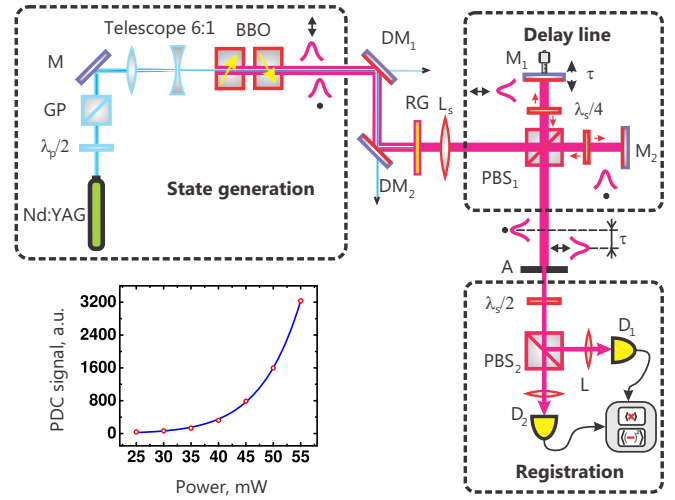 Telescope 6:1
BBO
DM1
M
GP
λp/2
Nd:YAG
State generation
DM2
RG
Ls
Delay line
M1
τ
λs/4
PBS1
M2
τ
A
λs/2
PBS2
D1
L
D2
(×)
(−)³
Registration
PDC signal, a.u.
3200
2400
1600
800
0
25 30 35 40 45 50 55
Power, mW